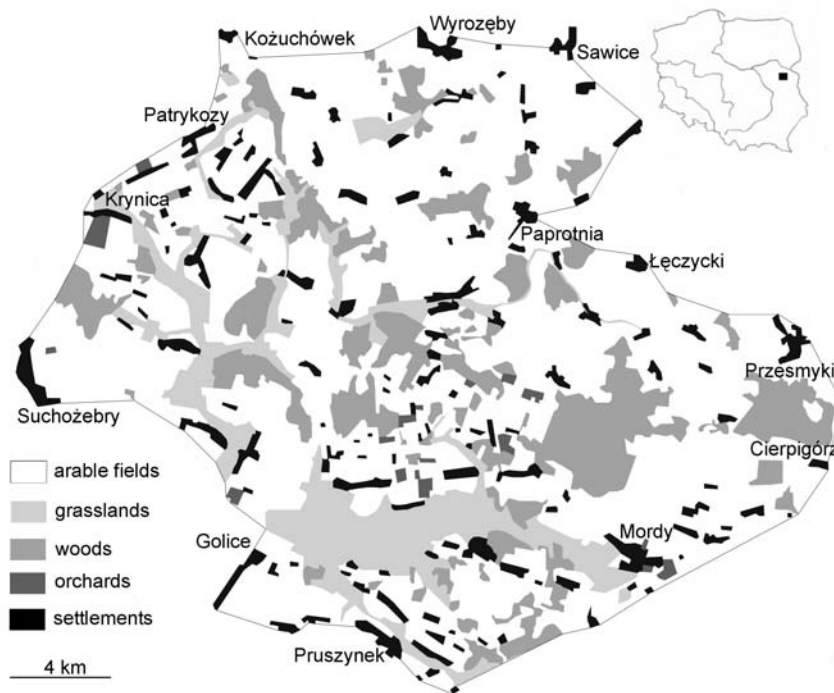 Kożuchówek
Wyrozęby
Sawice
Patrykozy
Krynica
Paprotnia
Łęczycki
Przesmyki
Suchożebry
Cierpigórz
arable fields
grasslands
woods
orchards
settlements
Golice
Mordy
Pruszynek
4 km